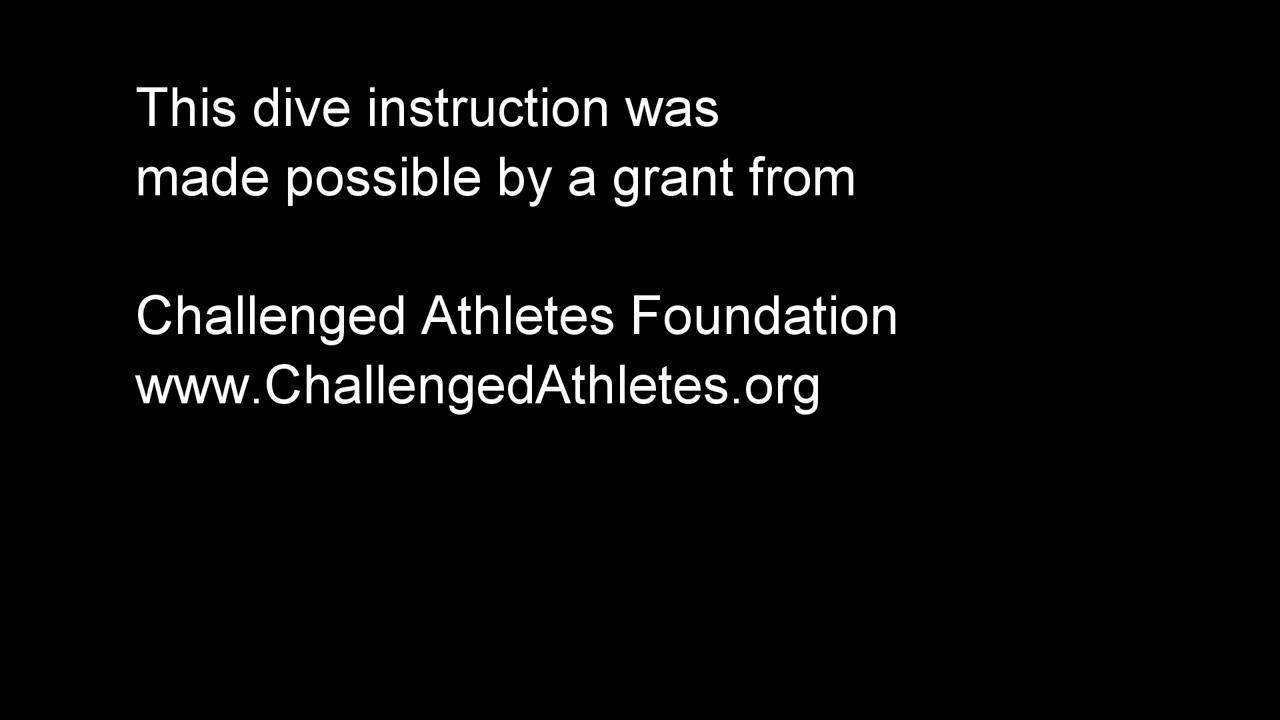 This dive instruction was
made possible by a grant from
Challenged Athletes Foundation
www.ChallengedAthletes.org